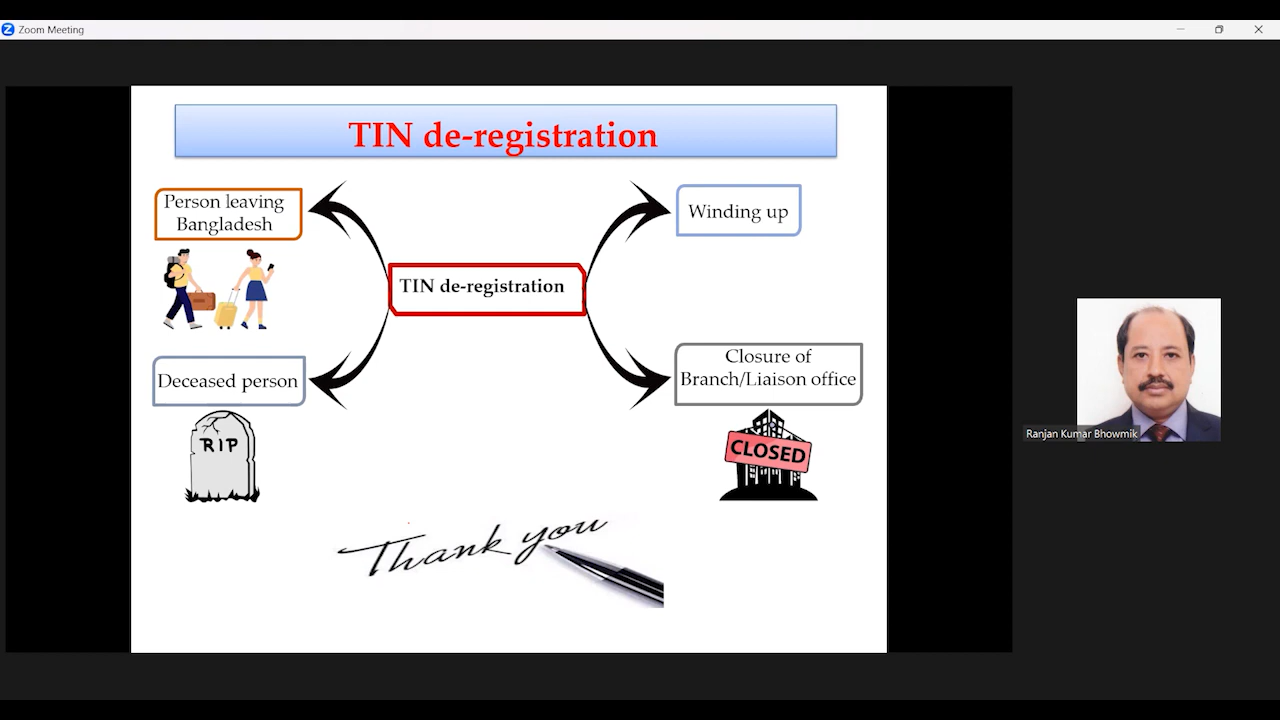 Zoom Meeting
TIN de-registration
Person leaving
Bangladesh
Winding up
TIN de-registration
Deceased person
Closure of
Branch/Liaison office
RIP
CLOSED
Thank you
Ranjan Kumar Bhowmik